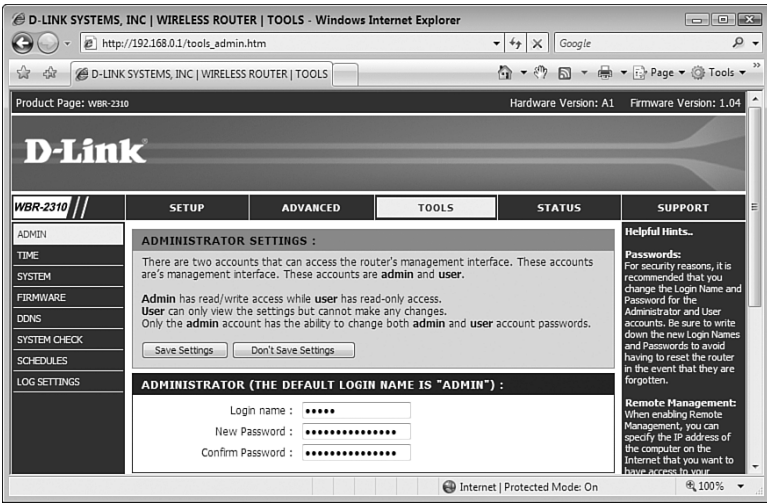 D-LINK SYSTEMS, INC | WIRELESS ROUTER | TOOLS - Windows Internet Explorer
http://192.168.0.1/tools_admin.htm
Google
D-LINK SYSTEMS, INC | WIRELESS ROUTER | TOOLS
Page
Tools
Product Page: WBR-2310
Hardware Version: A1
Firmware Version: 1.04
D-Link
WBR-2310
SETUP
ADVANCED
TOOLS
STATUS
SUPPORT
ADMIN
TIME
SYSTEM
FIRMWARE
DDNS
SYSTEM CHECK
SCHEDULES
LOG SETTINGS
ADMINISTRATOR SETTINGS :
There are two accounts that can access the router's management interface. These accounts
are's management interface. These accounts are admin and user.
Admin has read/write access while user has read-only access.
User can only view the settings but cannot make any changes.
Only the admin account has the ability to change both admin and user account passwords.
Save Settings
Don't Save Settings
ADMINISTRATOR (THE DEFAULT LOGIN NAME IS "ADMIN") :
Login name : •••••
New Password : •••••••••••••••
Confirm Password : •••••••••••••••
Helpful Hints..
Passwords:
For security reasons, it is
recommended that you
change the Login Name and
Password for the
Administrator and User
accounts. Be sure to write
down the new Login Names
and Passwords to avoid
having to reset the router
in the event that they are
forgotten.
Remote Management:
When enabling Remote
Management, you can
specify the IP address of
the computer on the
Internet that you want to
have access to your
Internet | Protected Mode: On
100%